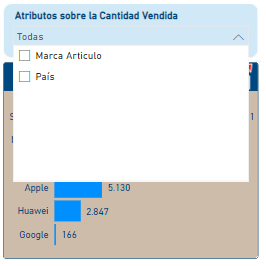 Atributos sobre la Cantidad Vendida
Todas
Marca Articulo
País
Apple 5.130
Huawei 2.847
Google 166